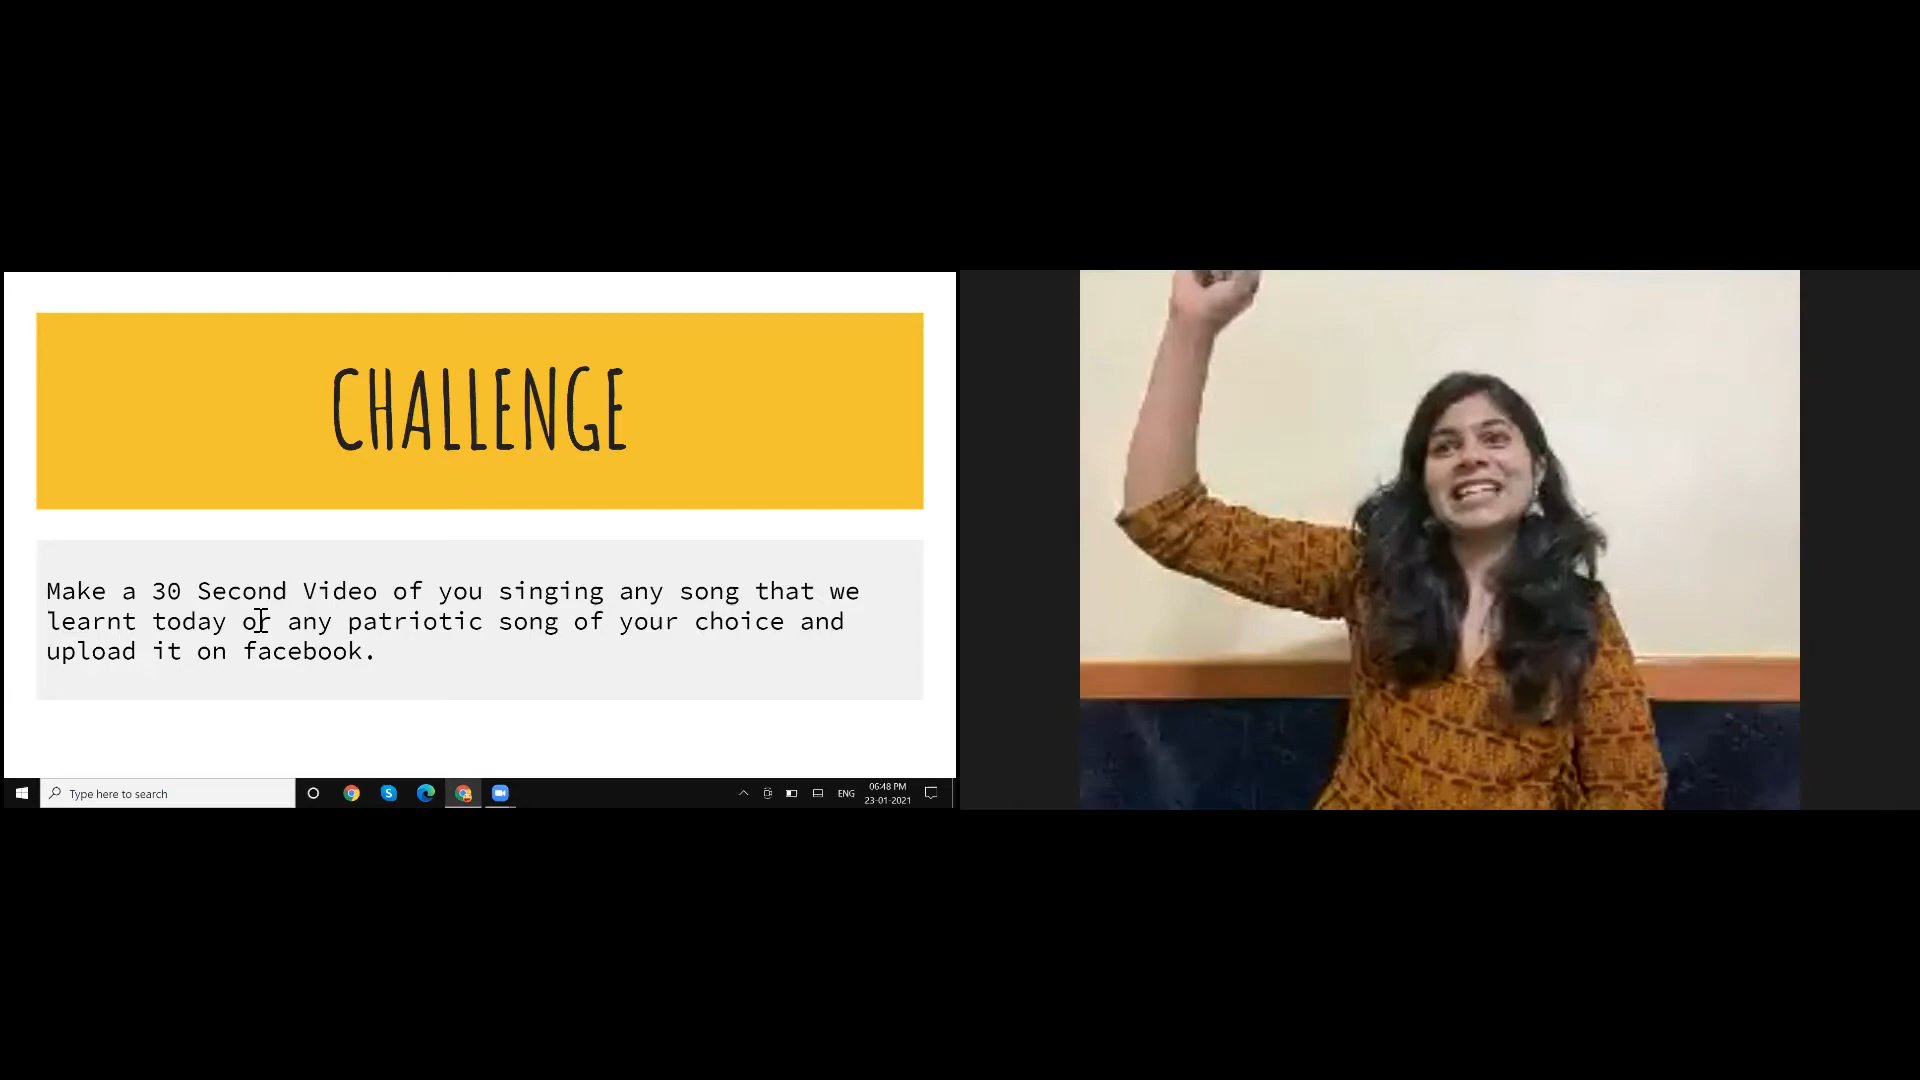 CHALLENGE
Make a 30 Second Video of you singing any song that we
learnt today or any patriotic song of your choice and
upload it on facebook.
Type here to search
ENG
06:48 PM
23-01-2021